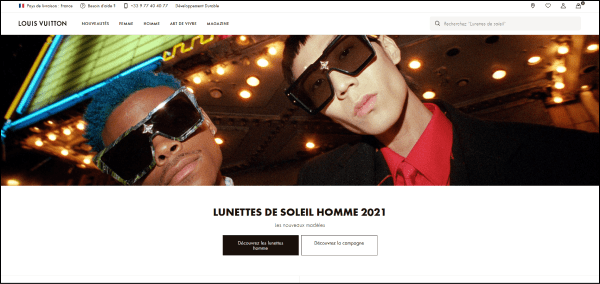 Pays de livraison : France
Besoin d'aide ?
+33 9 77 40 40 77
Développement Durable
LOUIS VUITTON
NOUVEAUTÉS
FEMME
HOMME
ART DE VIVRE
MAGAZINE
Recherchez "Lunettes de soleil"
LUNETTES DE SOLEIL HOMME 2021
Les nouveaux modèles
Découvrez les lunettes
homme
Découvrez la campagne